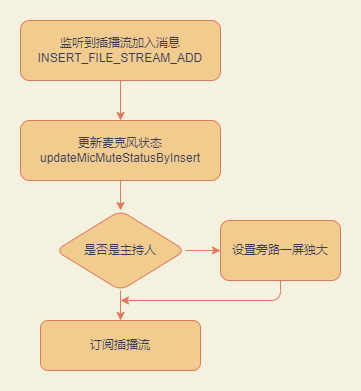 监听到插播流加入消息
INSERT_FILE_STREAM_ADD
更新麦克风状态
updateMicMuteStatusByInsert
是否是主持人
设置旁路一屏独大
订阅插播流